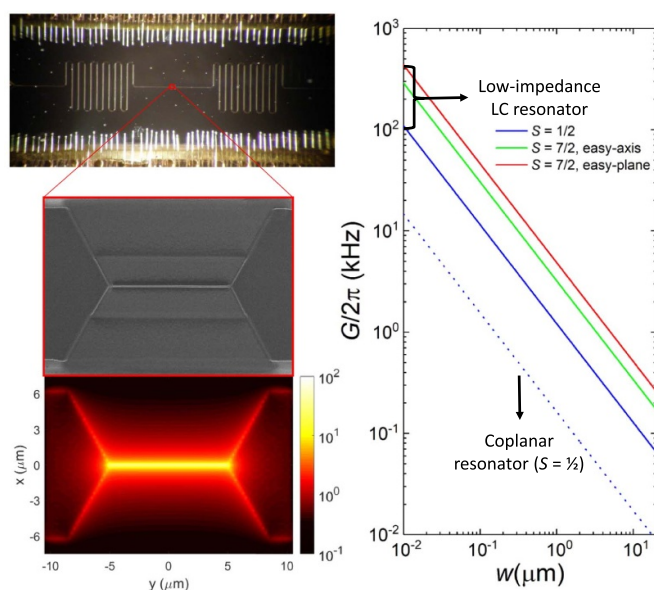 10³
Low-impedance
LC resonator
S = 1/2
S = 7/2, easy-axis
S = 7/2, easy-plane
10²
10¹
10⁰
10⁻¹
10⁻²
G/2π (kHz)
Coplanar
resonator (S = ½)
10⁻² 10⁻¹ 10⁰ 10¹
w(μm)
6
3
0
-3
-6
x (μm)
-10 -5 0 5 10
y (μm)
10²
10¹
10⁰
10⁻¹